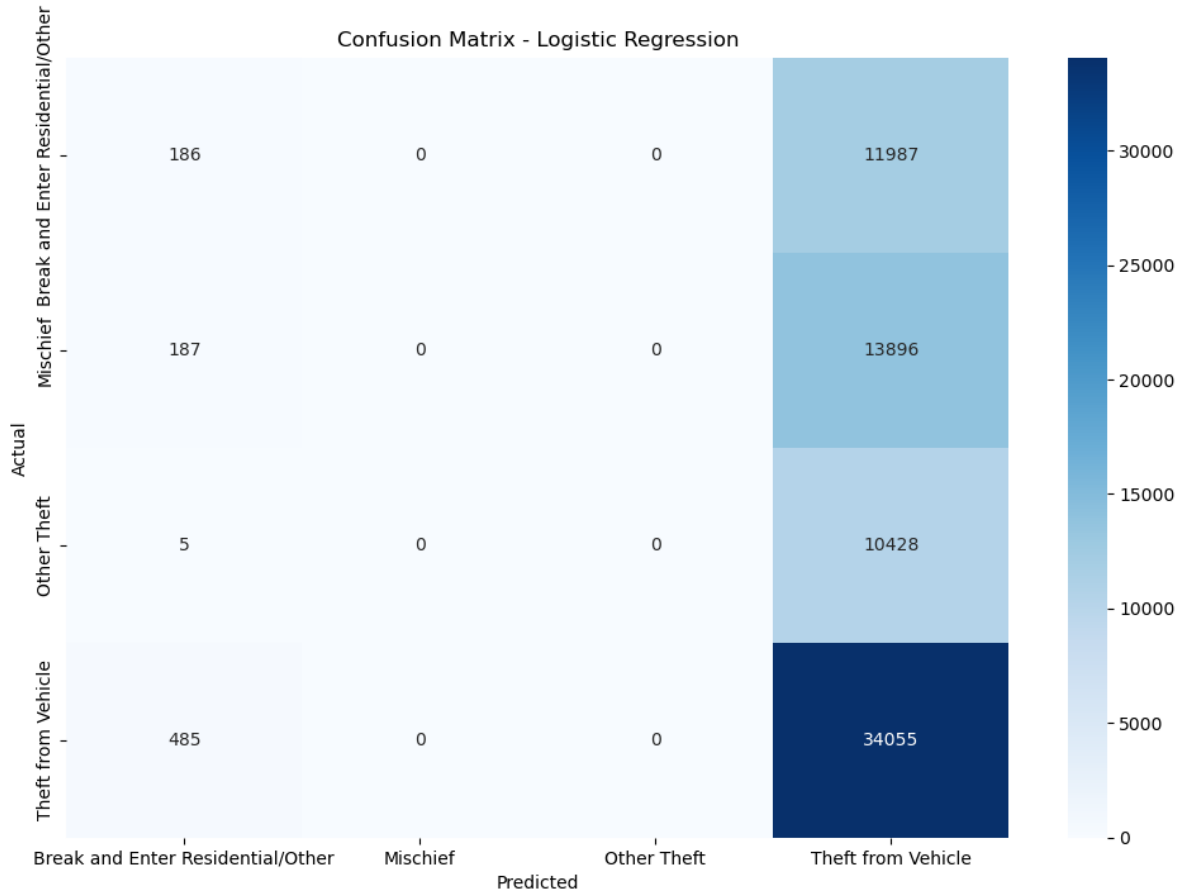 Confusion Matrix - Logistic Regression
Actual
Break and Enter Residential/Other
186
0
0
11987
Mischief
187
0
0
13896
Other Theft
5
0
0
10428
Theft from Vehicle
485
0
0
34055
Break and Enter Residential/Other
Mischief
Other Theft
Theft from Vehicle
Predicted
30000
25000
20000
15000
10000
5000
0